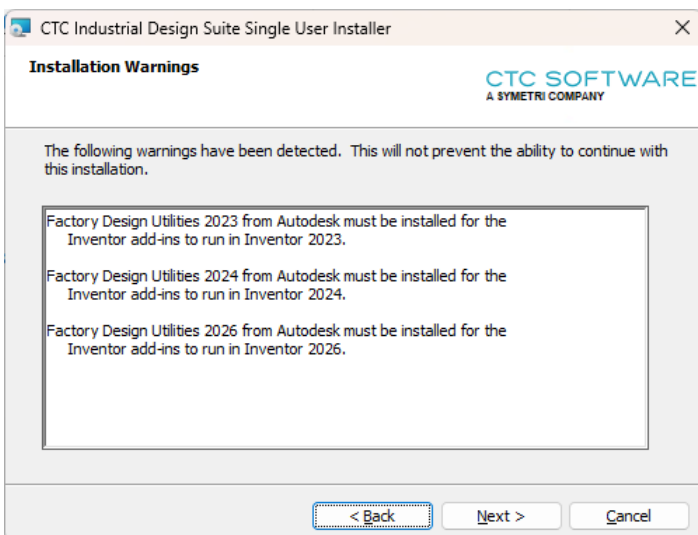 CTC Industrial Design Suite Single User Installer
Installation Warnings
CTC SOFTWARE
A SYMETRI COMPANY
The following warnings have been detected. This will not prevent the ability to continue with
this installation.
Factory Design Utilities 2023 from Autodesk must be installed for the
Inventor add-ins to run in Inventor 2023.
Factory Design Utilities 2024 from Autodesk must be installed for the
Inventor add-ins to run in Inventor 2024.
Factory Design Utilities 2026 from Autodesk must be installed for the
Inventor add-ins to run in Inventor 2026.
< Back
Next >
Cancel